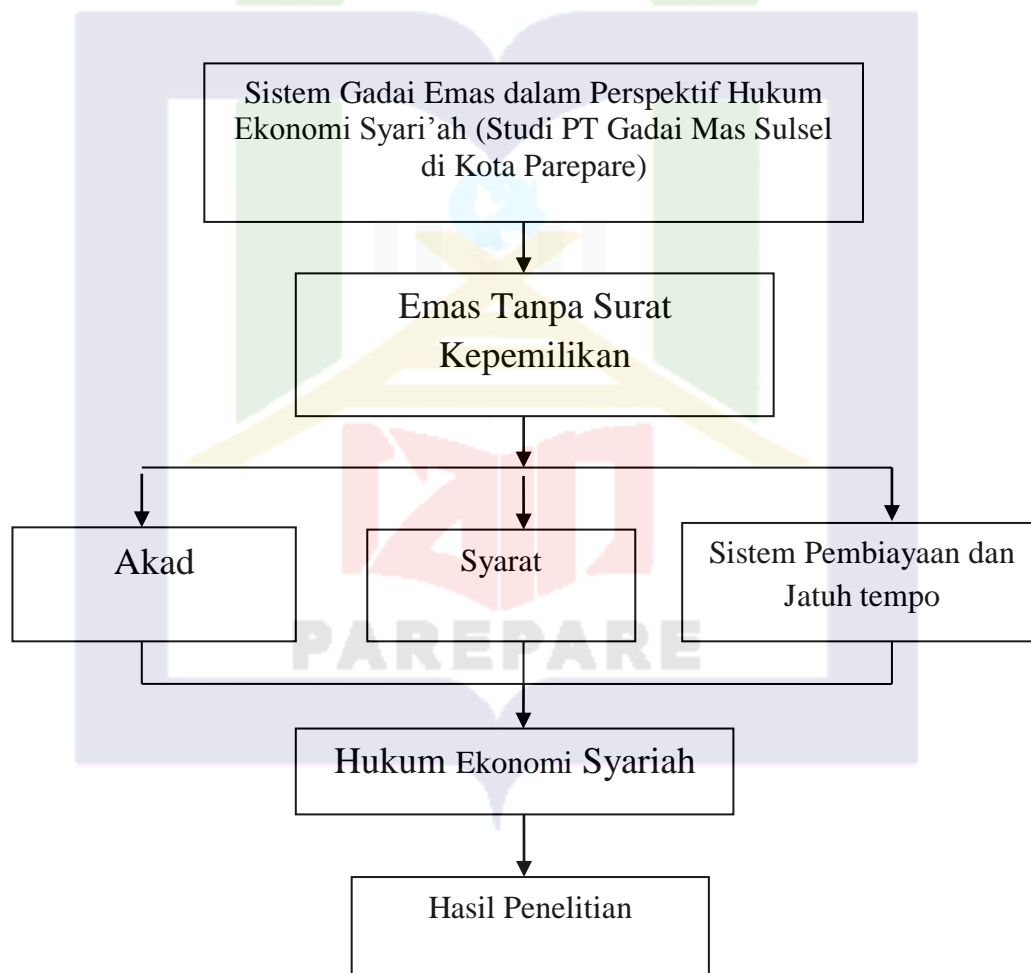 Sistem Gadai Emas dalam Perspektif Hukum
Ekonomi Syari’ah (Studi PT Gadai Mas Sulsel
di Kota Parepare)
Emas Tanpa Surat
Kepemilikan
Akad
Syarat
Sistem Pembiayaan dan
Jatuh tempo
PAREPARE
Hukum Ekonomi Syariah
Hasil Penelitian